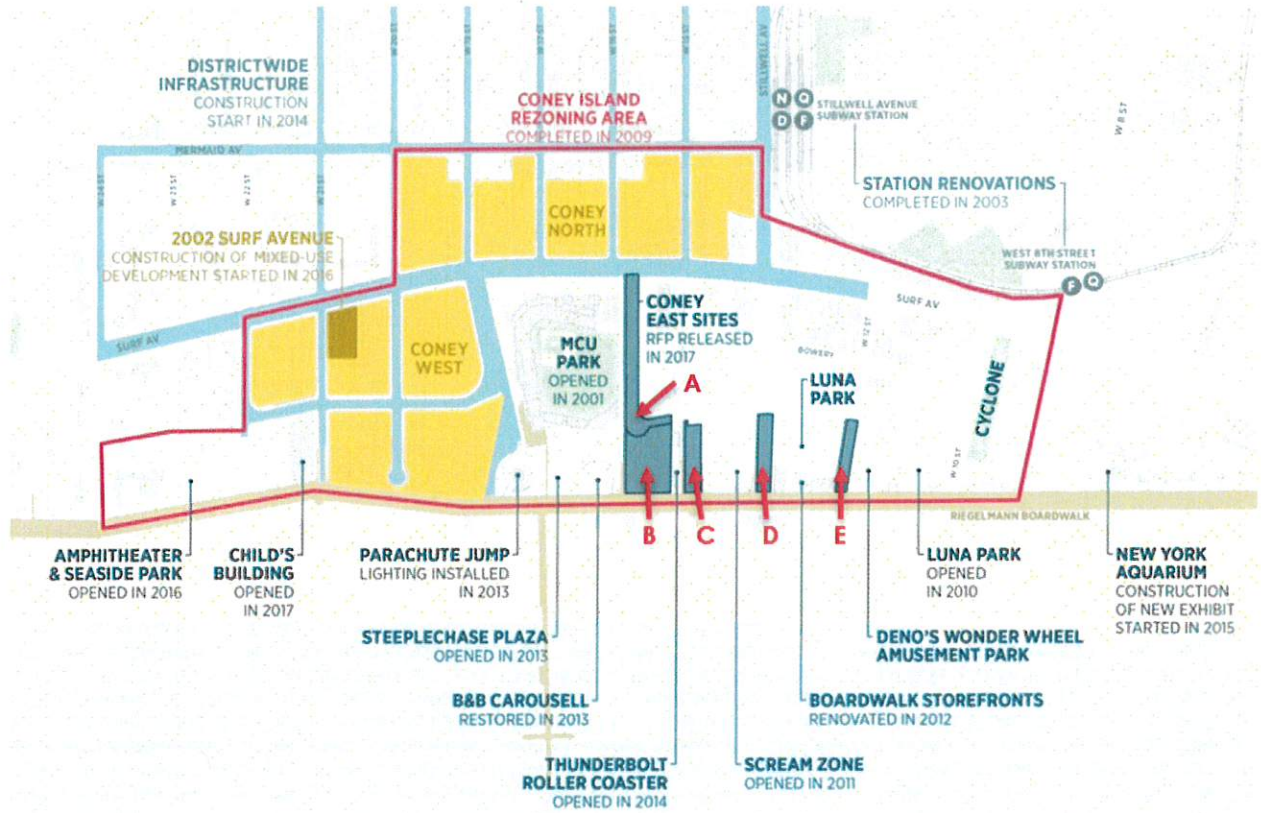 W 20 ST
W 15 ST
STILLWELL AV
DISTRICTWIDE
INFRASTRUCTURE
CONSTRUCTION
START IN 2014
CONEY ISLAND
REZONING AREA
COMPLETED IN 2009
N Q
D F
STILLWELL AVENUE
SUBWAY STATION
W 8 ST
MERMAID AV
W 24 ST
W 23 ST
W 22 ST
W 21 ST
STATION RENOVATIONS
COMPLETED IN 2003
CONEY
NORTH
2002 SURF AVENUE
CONSTRUCTION OF MIXED-USE
DEVELOPMENT STARTED IN 2016
WEST 8TH STREET
SUBWAY STATION
F Q
SURF AV
CONEY
EAST SITES
RFP RELEASED
IN 2017
SURF AV
W 12 ST
BOWERY
CONEY
WEST
MCU
PARK
OPENED
IN 2001
A
LUNA
PARK
CYCLONE
W 10 ST
RIEGELMANN BOARDWALK
B
C
D
E
AMPHITHEATER
& SEASIDE PARK
OPENED IN 2016
CHILD'S
BUILDING
OPENED
IN 2017
PARACHUTE JUMP
LIGHTING INSTALLED
IN 2013
LUNA PARK
OPENED
IN 2010
NEW YORK
AQUARIUM
CONSTRUCTION
OF NEW EXHIBIT
STARTED IN 2015
STEEPLECHASE PLAZA
OPENED IN 2013
DENO'S WONDER WHEEL
AMUSEMENT PARK
B&B CAROUSELL
RESTORED IN 2013
BOARDWALK STOREFRONTS
RENOVATED IN 2012
THUNDERBOLT
ROLLER COASTER
OPENED IN 2014
SCREAM ZONE
OPENED IN 2011